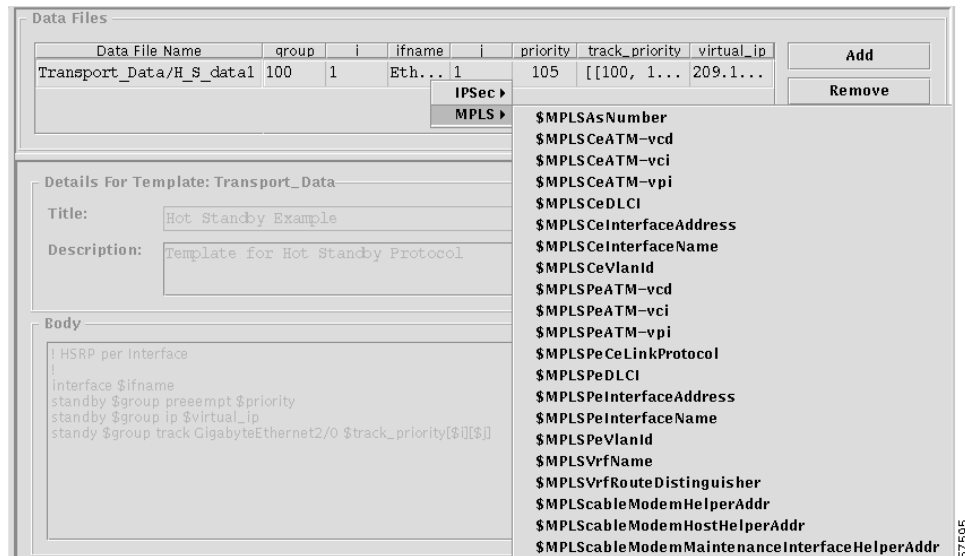 Data Files
Data File Name group i ifname j priority track_priority virtual_ip
Transport_Data/H_S_data1 100 1 Eth... 1 105 [[100, 1... 209.1...
Add
Remove
IPSec
MPLS
$MPLSAsNumber
$MPLSCeATM-vcd
$MPLSCeATM-vci
$MPLSCeATM-vpi
$MPLSCeDLCI
$MPLSCeInterfaceAddress
$MPLSCeInterfaceName
$MPLSCeVlanId
$MPLSPeATM-vcd
$MPLSPeATM-vci
$MPLSPeATM-vpi
$MPLSPeCeLinkProtocol
$MPLSPeDLCI
$MPLSPeInterfaceAddress
$MPLSPeInterfaceName
$MPLSPeVlanId
$MPLSVrfName
$MPLSVrfRouteDistinguisher
$MPLScableModemHelperAddr
$MPLScableModemHostHelperAddr
$MPLScableModemMaintenanceInterfaceHelperAddr
Details For Template: Transport_Data
Title: Hot Standby Example
Description: Template for Hot Standby Protocol
Body
! HSRP per Interface
!
interface $ifname
standby $group preeempt $priority
standby $group ip $virtual_ip
standy $group track GigabyteEthernet2/0 $track_priority[$i][$j]